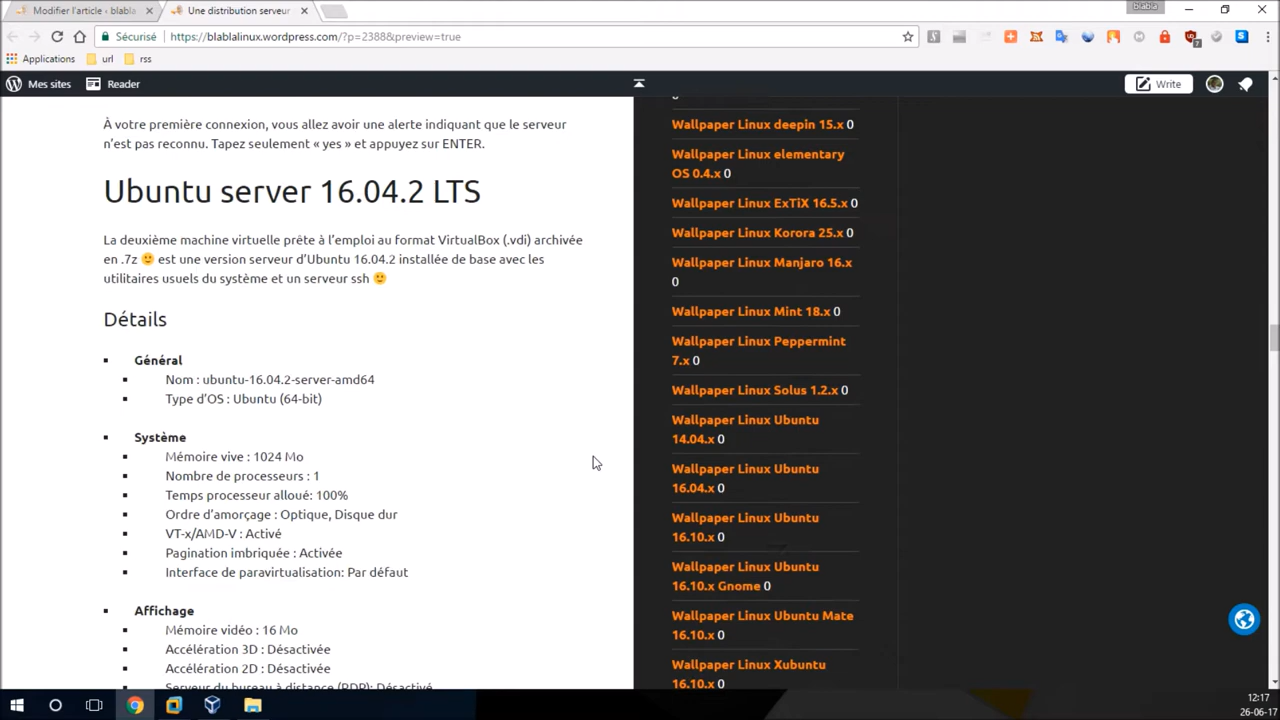 Modifier l'article ‹ blabla
Une distribution serveur
blabla
Sécurisé
https://blablalinux.wordpress.com/?p=2388&preview=true
Applications
url
rss
7
Mes sites
Reader
Write
À votre première connexion, vous allez avoir une alerte indiquant que le serveur
n'est pas reconnu. Tapez seulement « yes » et appuyez sur ENTER.
Ubuntu server 16.04.2 LTS
La deuxième machine virtuelle prête à l'emploi au format VirtualBox (.vdi) archivée
en .7z 🙂 est une version serveur d'Ubuntu 16.04.2 installée de base avec les
utilitaires usuels du système et un serveur ssh 🙂
Détails
Général
Nom : ubuntu-16.04.2-server-amd64
Type d'OS : Ubuntu (64-bit)
Système
Mémoire vive : 1024 Mo
Nombre de processeurs : 1
Temps processeur alloué: 100%
Ordre d'amorçage : Optique, Disque dur
VT-x/AMD-V : Activé
Pagination imbriquée : Activée
Interface de paravirtualisation: Par défaut
Affichage
Mémoire vidéo : 16 Mo
Accélération 3D : Désactivée
Accélération 2D : Désactivée
Serveur du bureau à distance (RDP): Désactivé
Wallpaper Linux deepin 15.x 0
Wallpaper Linux elementary
OS 0.4.x 0
Wallpaper Linux ExTiX 16.5.x 0
Wallpaper Linux Korora 25.x 0
Wallpaper Linux Manjaro 16.x
0
Wallpaper Linux Mint 18.x 0
Wallpaper Linux Peppermint
7.x 0
Wallpaper Linux Solus 1.2.x 0
Wallpaper Linux Ubuntu
14.04.x 0
Wallpaper Linux Ubuntu
16.04.x 0
Wallpaper Linux Ubuntu
16.10.x 0
Wallpaper Linux Ubuntu
16.10.x Gnome 0
Wallpaper Linux Ubuntu Mate
16.10.x 0
Wallpaper Linux Xubuntu
16.10.x 0
12:17
26-06-17